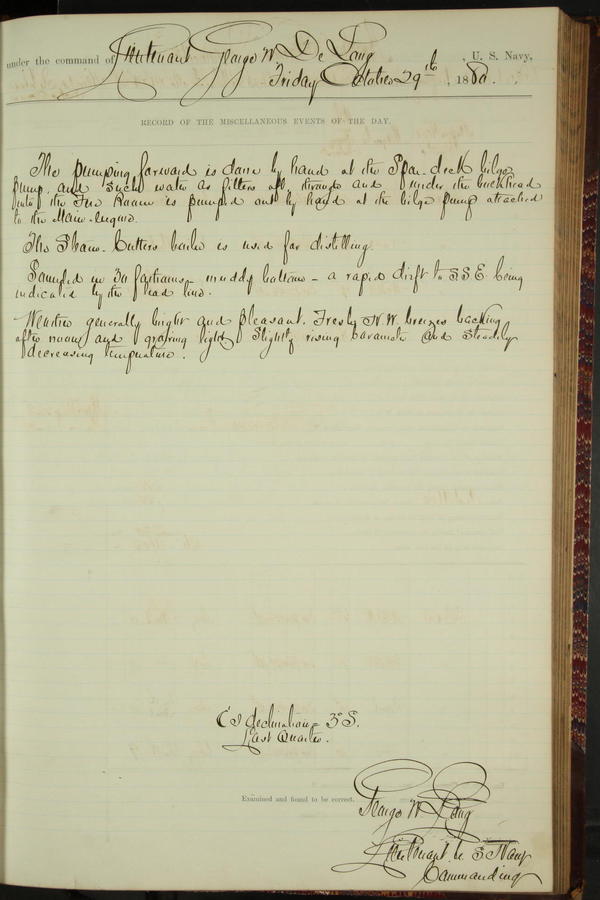 under the command of Lieutenant George W. De Long, U. S. Navy,
Friday October 29th, 1880.
RECORD OF THE MISCELLANEOUS EVENTS OF THE DAY.
The pumping forward is done by hand at the Spar-deck bilge
pump, and such water as filters aft, through and under the bulkhead
into the Fire Room is pumped out by hand at the bilge pump attached
to the Main-engine.
The Steam-Cutters boiler is used for distilling
Sounded in 30 fathoms - muddy bottom - a rapid drift to S.S.E. being
indicated by the lead line.
Weather generally bright and pleasant. Fresh N.W. breezes backing
after noon and growing light, slightly rising barometer and steadily
decreasing temperature.
declination 3° S.
Last Quarter.
Examined and found to be correct.
George W. De Long
Lieutenant U. S. Navy
Commanding